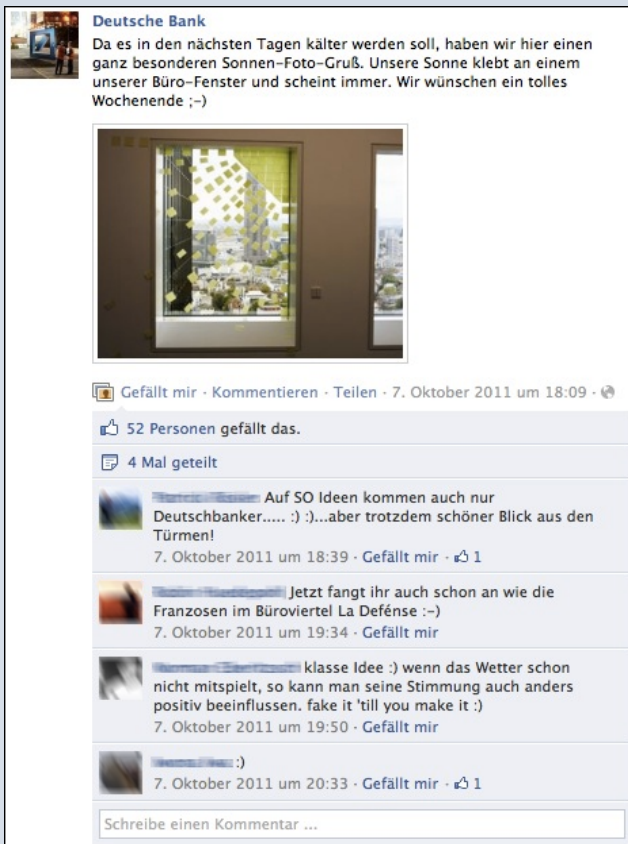 Deutsche Bank
Da es in den nächsten Tagen kälter werden soll, haben wir hier einen
ganz besonderen Sonnen-Foto-Gruß. Unsere Sonne klebt an einem
unserer Büro-Fenster und scheint immer. Wir wünschen ein tolles
Wochenende ;-)
Gefällt mir · Kommentieren · Teilen · 7. Oktober 2011 um 18:09 ·
52 Personen gefällt das.
4 Mal geteilt
Auf SO Ideen kommen auch nur
Deutschbanker..... :) :)...aber trotzdem schöner Blick aus den
Türmen!
7. Oktober 2011 um 18:39 · Gefällt mir · 1
Jetzt fangt ihr auch schon an wie die
Franzosen im Büroviertel La Defénse :-)
7. Oktober 2011 um 19:34 · Gefällt mir
klasse Idee :) wenn das Wetter schon
nicht mitspielt, so kann man seine Stimmung auch anders
positiv beeinflussen. fake it 'till you make it :)
7. Oktober 2011 um 19:50 · Gefällt mir
:)
7. Oktober 2011 um 20:33 · Gefällt mir · 1
Schreibe einen Kommentar ...